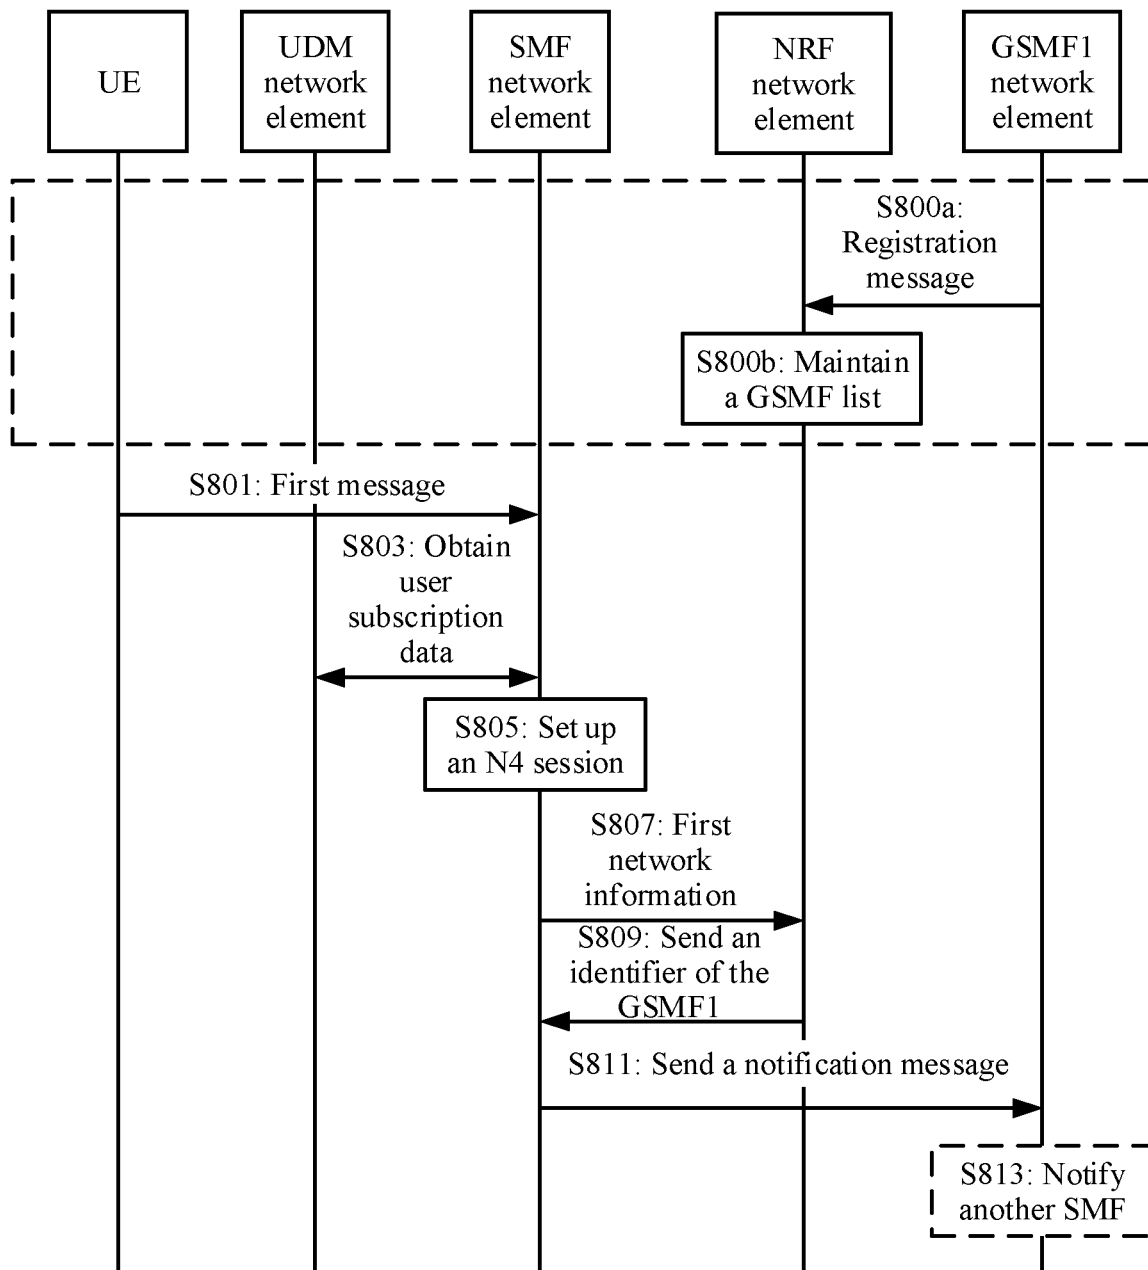 UE
UDM
network
element
SMF
network
element
NRF
network
element
GSMF1
network
element
S800a:
Registration
message
S800b: Maintain
a GSMF list
S801: First message
S803: Obtain
user
subscription
data
S805: Set up
an N4 session
S807: First
network
information
S809: Send an
identifier of the
GSMF1
S811: Send a notification message
S813: Notify
another SMF